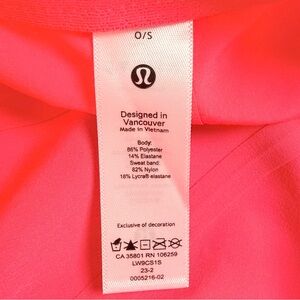 O/S
Designed in
Vancouver
Made in Vietnam
Body:
86% Polyester
14% Elastane
Sweat band:
82% Nylon
18% Lycra® elastane
Exclusive of decoration
CA 35801 RN 106259
LW9CS1S
23-2
0005216-02